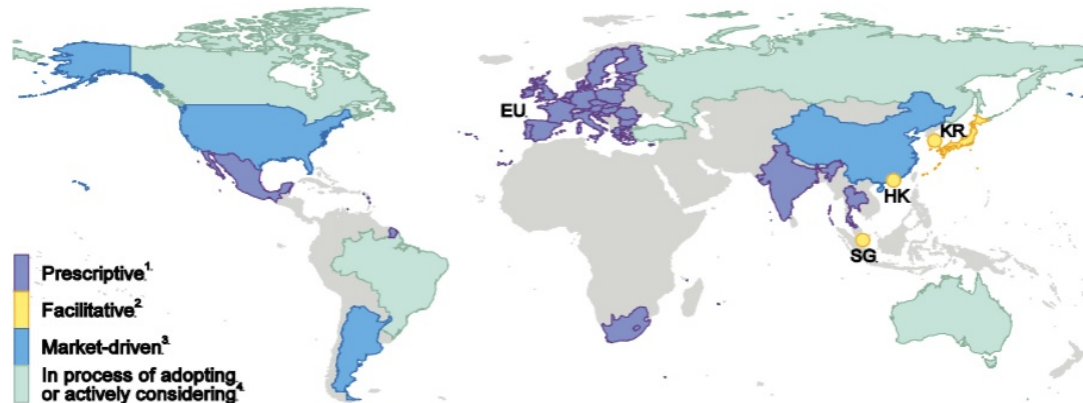 EU.
KR.
HK.
SG.
Prescriptive¹.
Facilitative².
Market-driven³.
In process of adopting
or actively considering⁴.